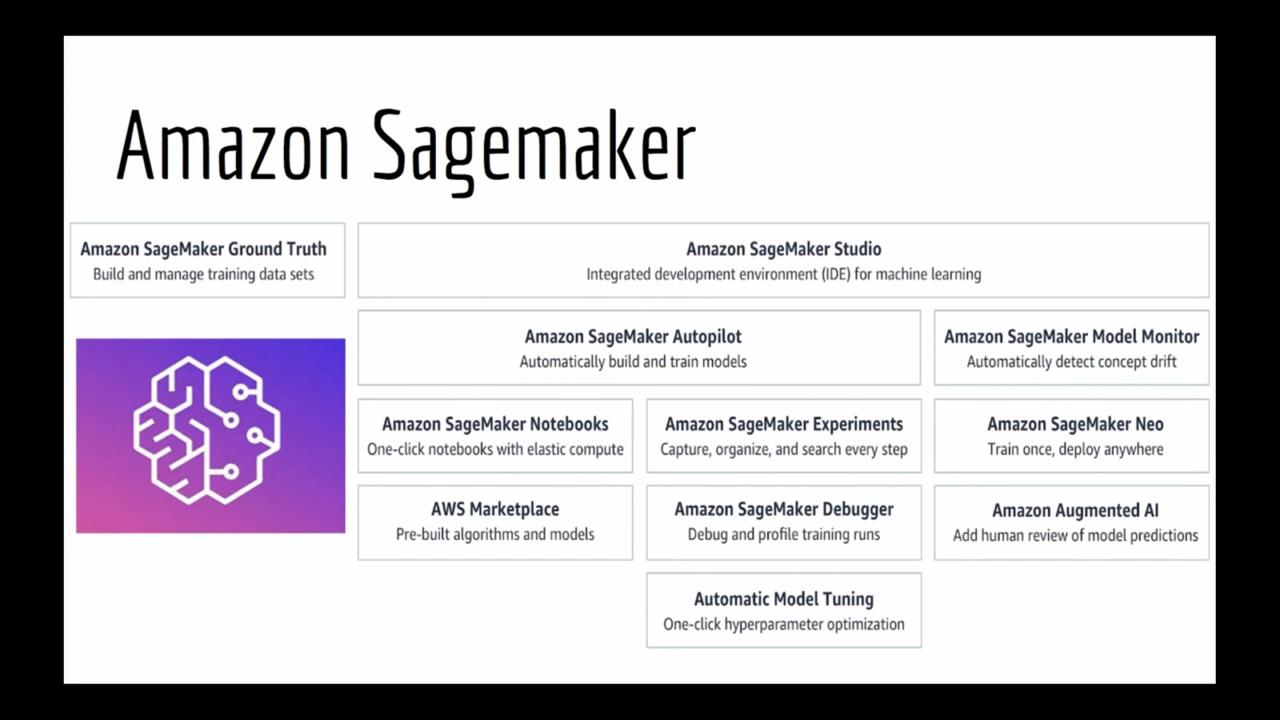 Amazon Sagemaker
Amazon SageMaker Ground Truth
Build and manage training data sets
Amazon SageMaker Studio
Integrated development environment (IDE) for machine learning
Amazon SageMaker Autopilot
Automatically build and train models
Amazon SageMaker Model Monitor
Automatically detect concept drift
Amazon SageMaker Notebooks
One-click notebooks with elastic compute
Amazon SageMaker Experiments
Capture, organize, and search every step
Amazon SageMaker Neo
Train once, deploy anywhere
AWS Marketplace
Pre-built algorithms and models
Amazon SageMaker Debugger
Debug and profile training runs
Amazon Augmented AI
Add human review of model predictions
Automatic Model Tuning
One-click hyperparameter optimization